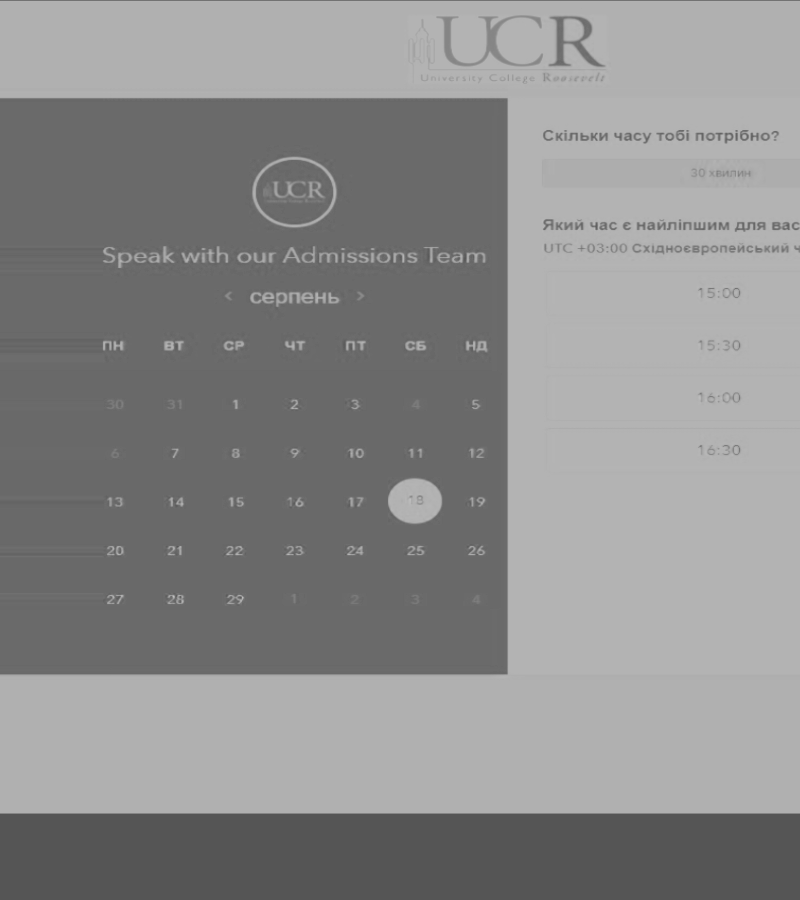 UCR
University College Roosevelt
UCR
Speak with our Admissions Team
< серпень >
ПН ВТ СР ЧТ ПТ СБ НД
30 31 1 2 3 4 5
6 7 8 9 10 11 12
13 14 15 16 17 18 19
20 21 22 23 24 25 26
27 28 29 1 2 3 4
Скільки часу тобі потрібно?
30 хвилин
Який час є найліпшим для вас
UTC +03:00 Східноєвропейський ч
15:00
15:30
16:00
16:30